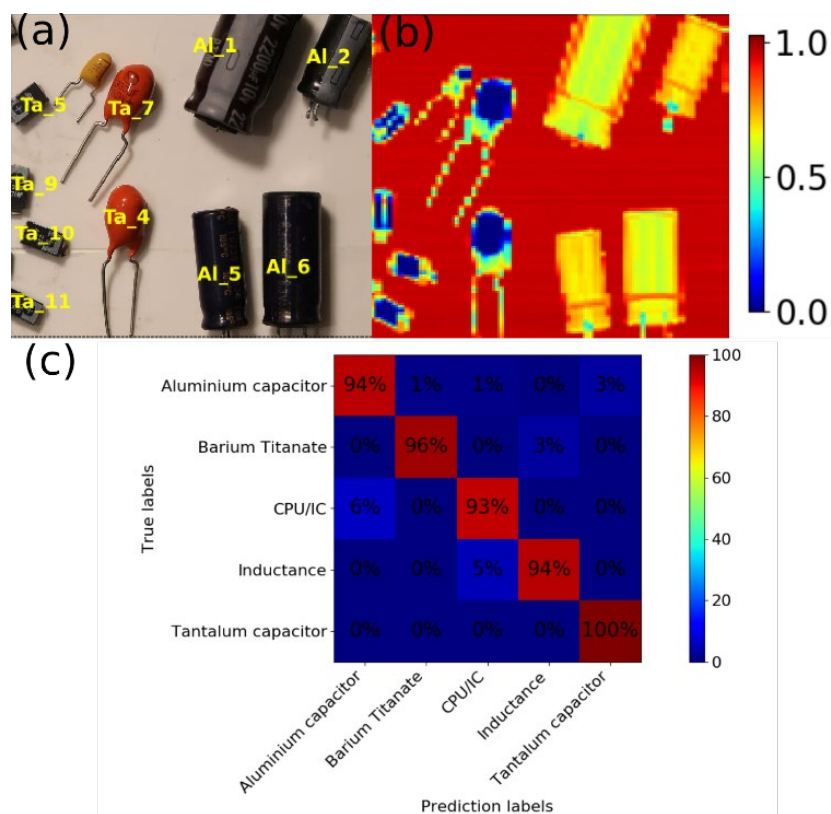 (a)
(b)
Al_1
Al_2
2200μF10v
22
Ta_5
Ta_7
Ta_9
Ta_4
Ta_10
Al_5
Al_6
Ta_11
1.0
0.5
0.0
(c)
True labels
Aluminium capacitor 94% 1% 1% 0% 3%
Barium Titanate 0% 96% 0% 3% 0%
CPU/IC 6% 0% 93% 0% 0%
Inductance 0% 0% 5% 94% 0%
Tantalum capacitor 0% 0% 0% 0% 100%
Aluminium capacitor
Barium Titanate
CPU/IC
Inductance
Tantalum capacitor
Prediction labels
100
80
60
40
20
0